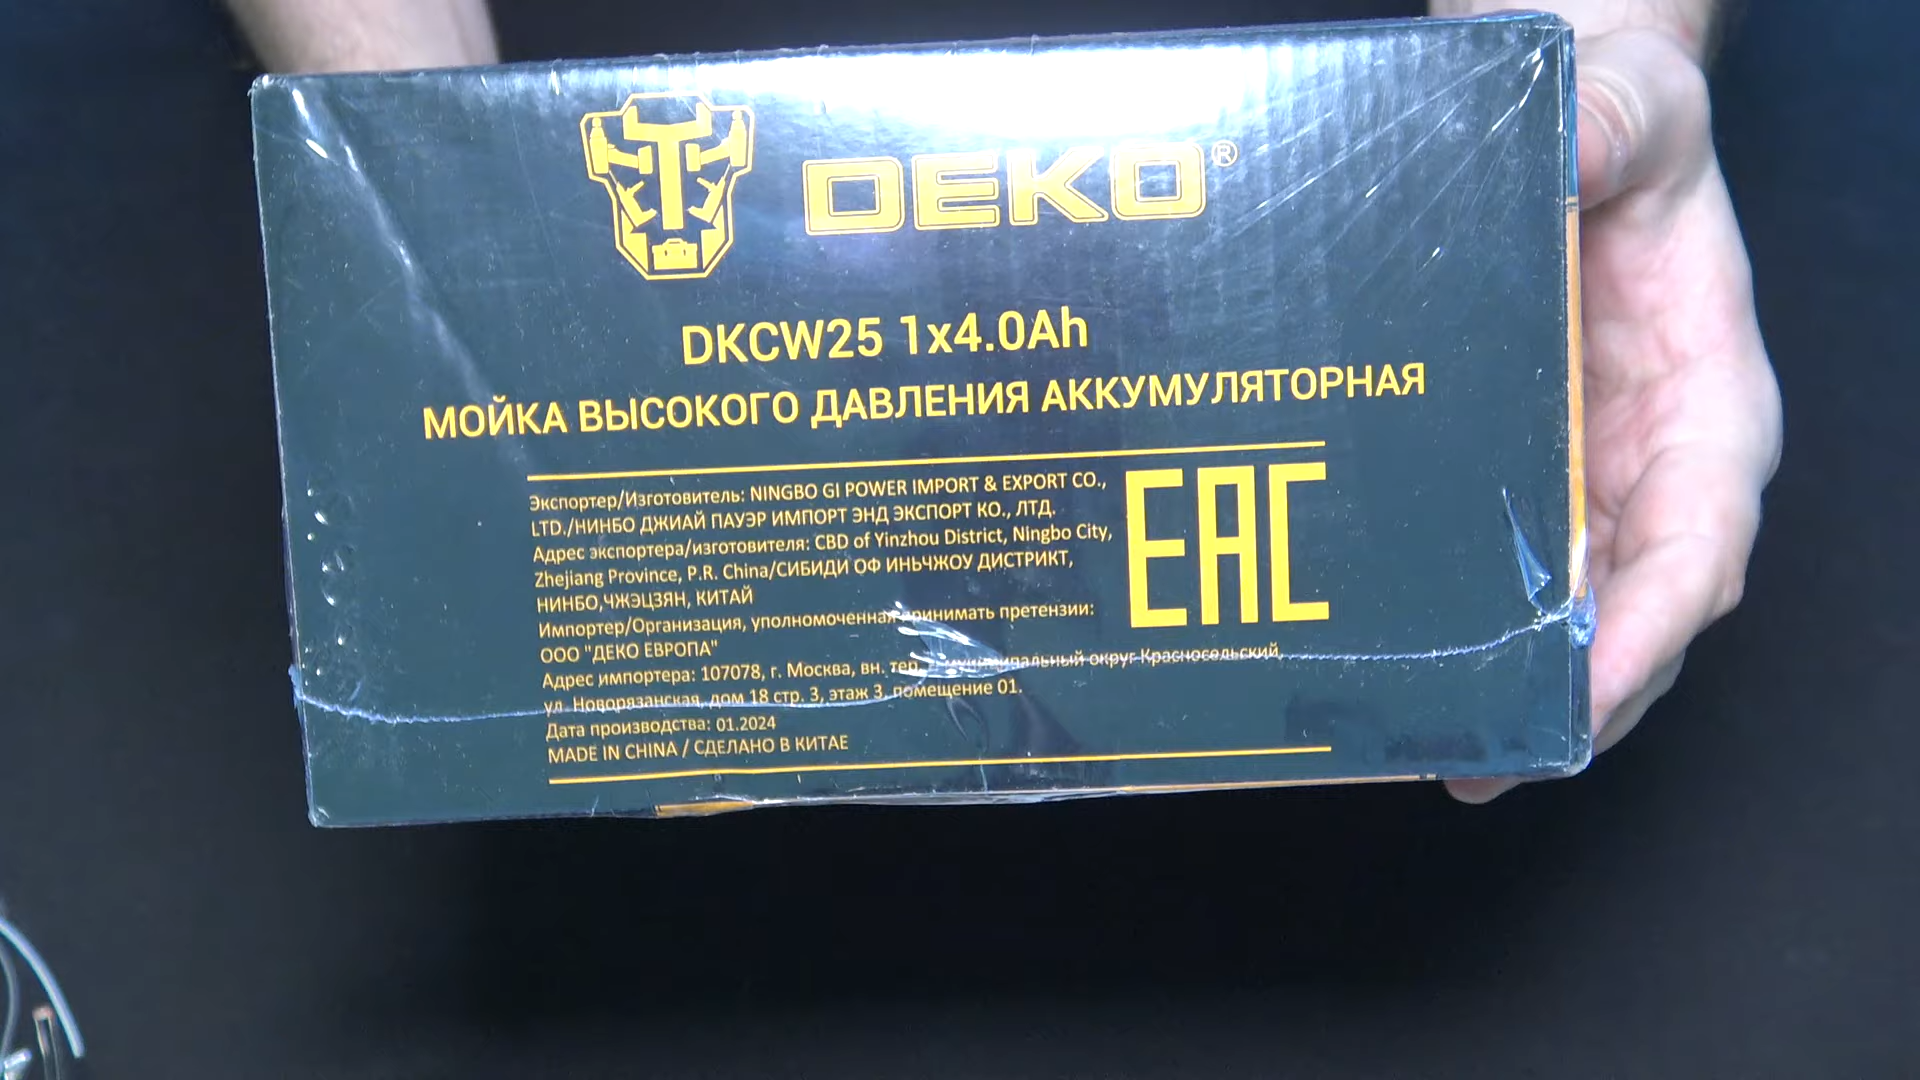 DEKO®
DKCW25 1x4.0Ah
МОЙКА ВЫСОКОГО ДАВЛЕНИЯ АККУМУЛЯТОРНАЯ
Экспортер/Изготовитель: NINGBO GI POWER IMPORT & EXPORT CO.,
LTD./НИНБО ДЖИАЙ ПАУЭР ИМПОРТ ЭНД ЭКСПОРТ КО., ЛТД.
Адрес экспортера/изготовителя: CBD of Yinzhou District, Ningbo City,
Zhejiang Province, P.R. China/СИБИДИ ОФ ИНЬЧЖОУ ДИСТРИКТ,
НИНБО,ЧЖЭЦЗЯН, КИТАЙ
Импортер/Организация, уполномоченная принимать претензии:
ООО "ДЕКО ЕВРОПА"
Адрес импортера: 107078, г. Москва, вн. тер. муниципальный округ Красносельский,
ул. Новорязанская, дом 18 стр. 3, этаж 3, помещение 01.
Дата производства: 01.2024
MADE IN CHINA / СДЕЛАНО В КИТАЕ
EAC